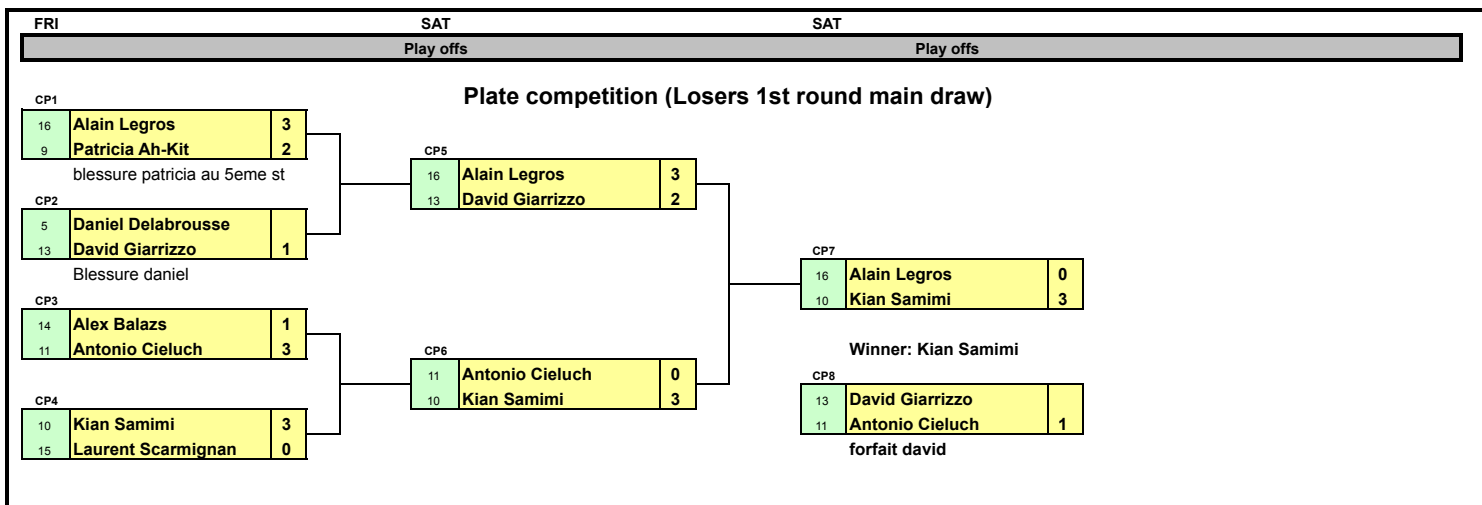 FRI SAT SAT
Play offs Play offs
Plate competition (Losers 1st round main draw)
CP1
16 Alain Legros 3
9 Patricia Ah-Kit 2
blessure patricia au 5eme st
CP2
5 Daniel Delabrousse
13 David Giarrizzo 1
Blessure daniel
CP3
14 Alex Balazs 1
11 Antonio Cieluch 3
CP4
10 Kian Samimi 3
15 Laurent Scarmignan 0
CP5
16 Alain Legros 3
13 David Giarrizzo 2
CP6
11 Antonio Cieluch 0
10 Kian Samimi 3
CP7
16 Alain Legros 0
10 Kian Samimi 3
Winner: Kian Samimi
CP8
13 David Giarrizzo
11 Antonio Cieluch 1
forfait david